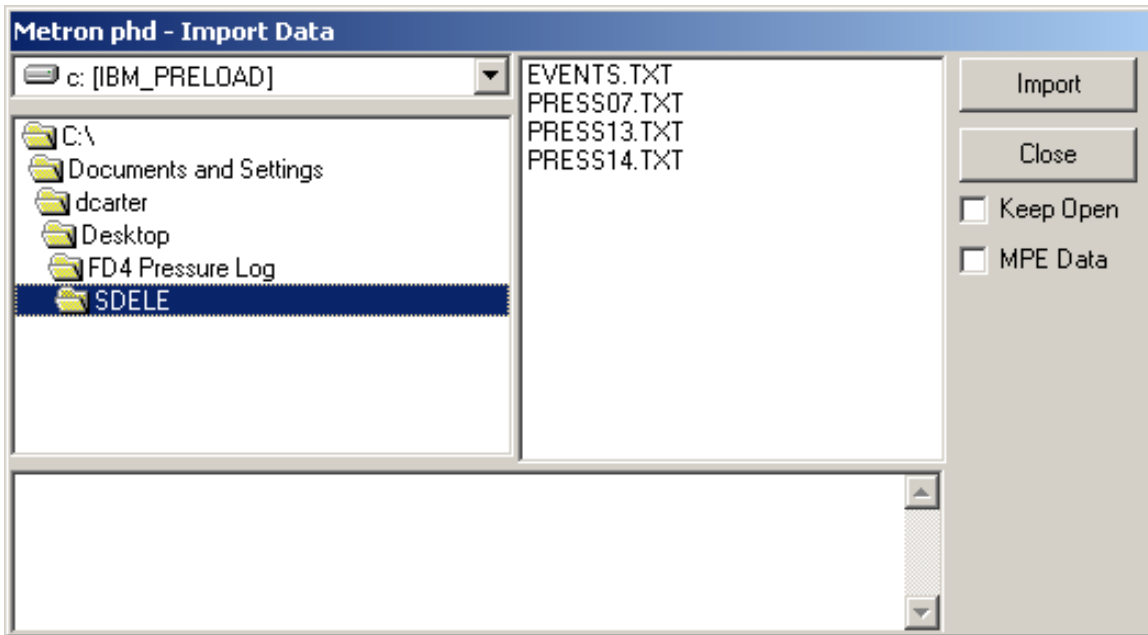 Metron phd - Import Data
c: [IBM_PRELOAD]
C:\
Documents and Settings
dcarter
Desktop
FD4 Pressure Log
SDELE
EVENTS.TXT
PRESS07.TXT
PRESS13.TXT
PRESS14.TXT
Import
Close
Keep Open
MPE Data